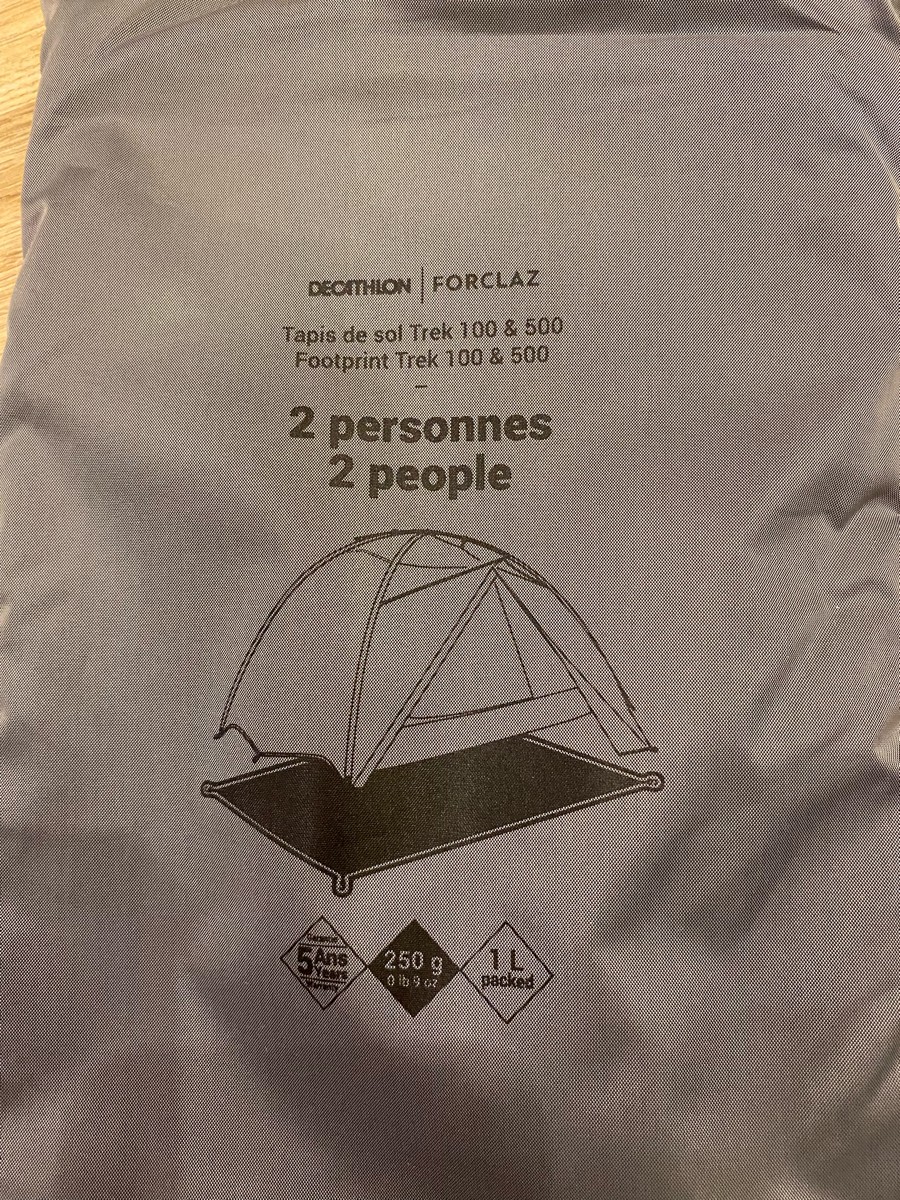 DECATHLON | FORCLAZ
Tapis de sol Trek 100 & 500
Footprint Trek 100 & 500
–
2 personnes
2 people
5 Ans
Years
Warranty
250 g
0 lb 9 oz
1 L
packed